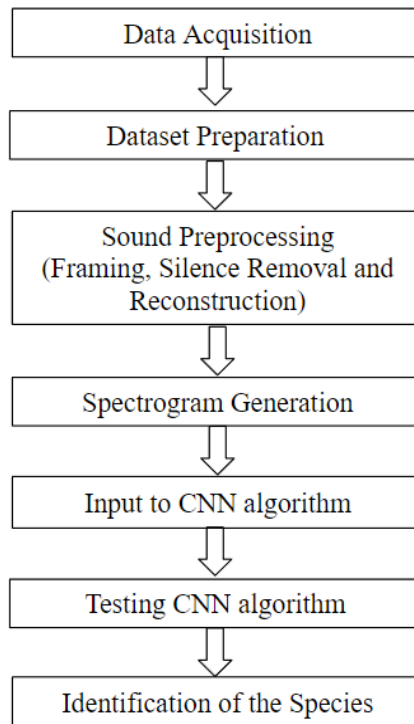 Data Acquisition
Dataset Preparation
Sound Preprocessing
(Framing, Silence Removal and
Reconstruction)
Spectrogram Generation
Input to CNN algorithm
Testing CNN algorithm
Identification of the Species